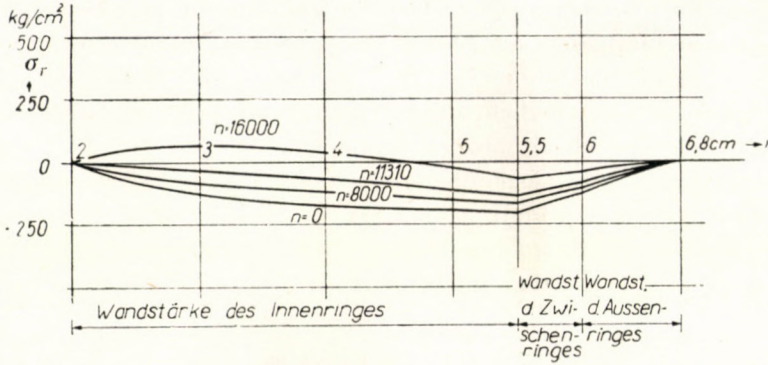 kg/cm²
500
σr
250
n=16000
2 3 4 5 5,5 6 6,8cm → r
0
n=11310
n=8000
n=0
-250
Wandstärke des Innenringes
Wandst. d Zwi-schen-ringes
Wandst. d. Aussen-ringes